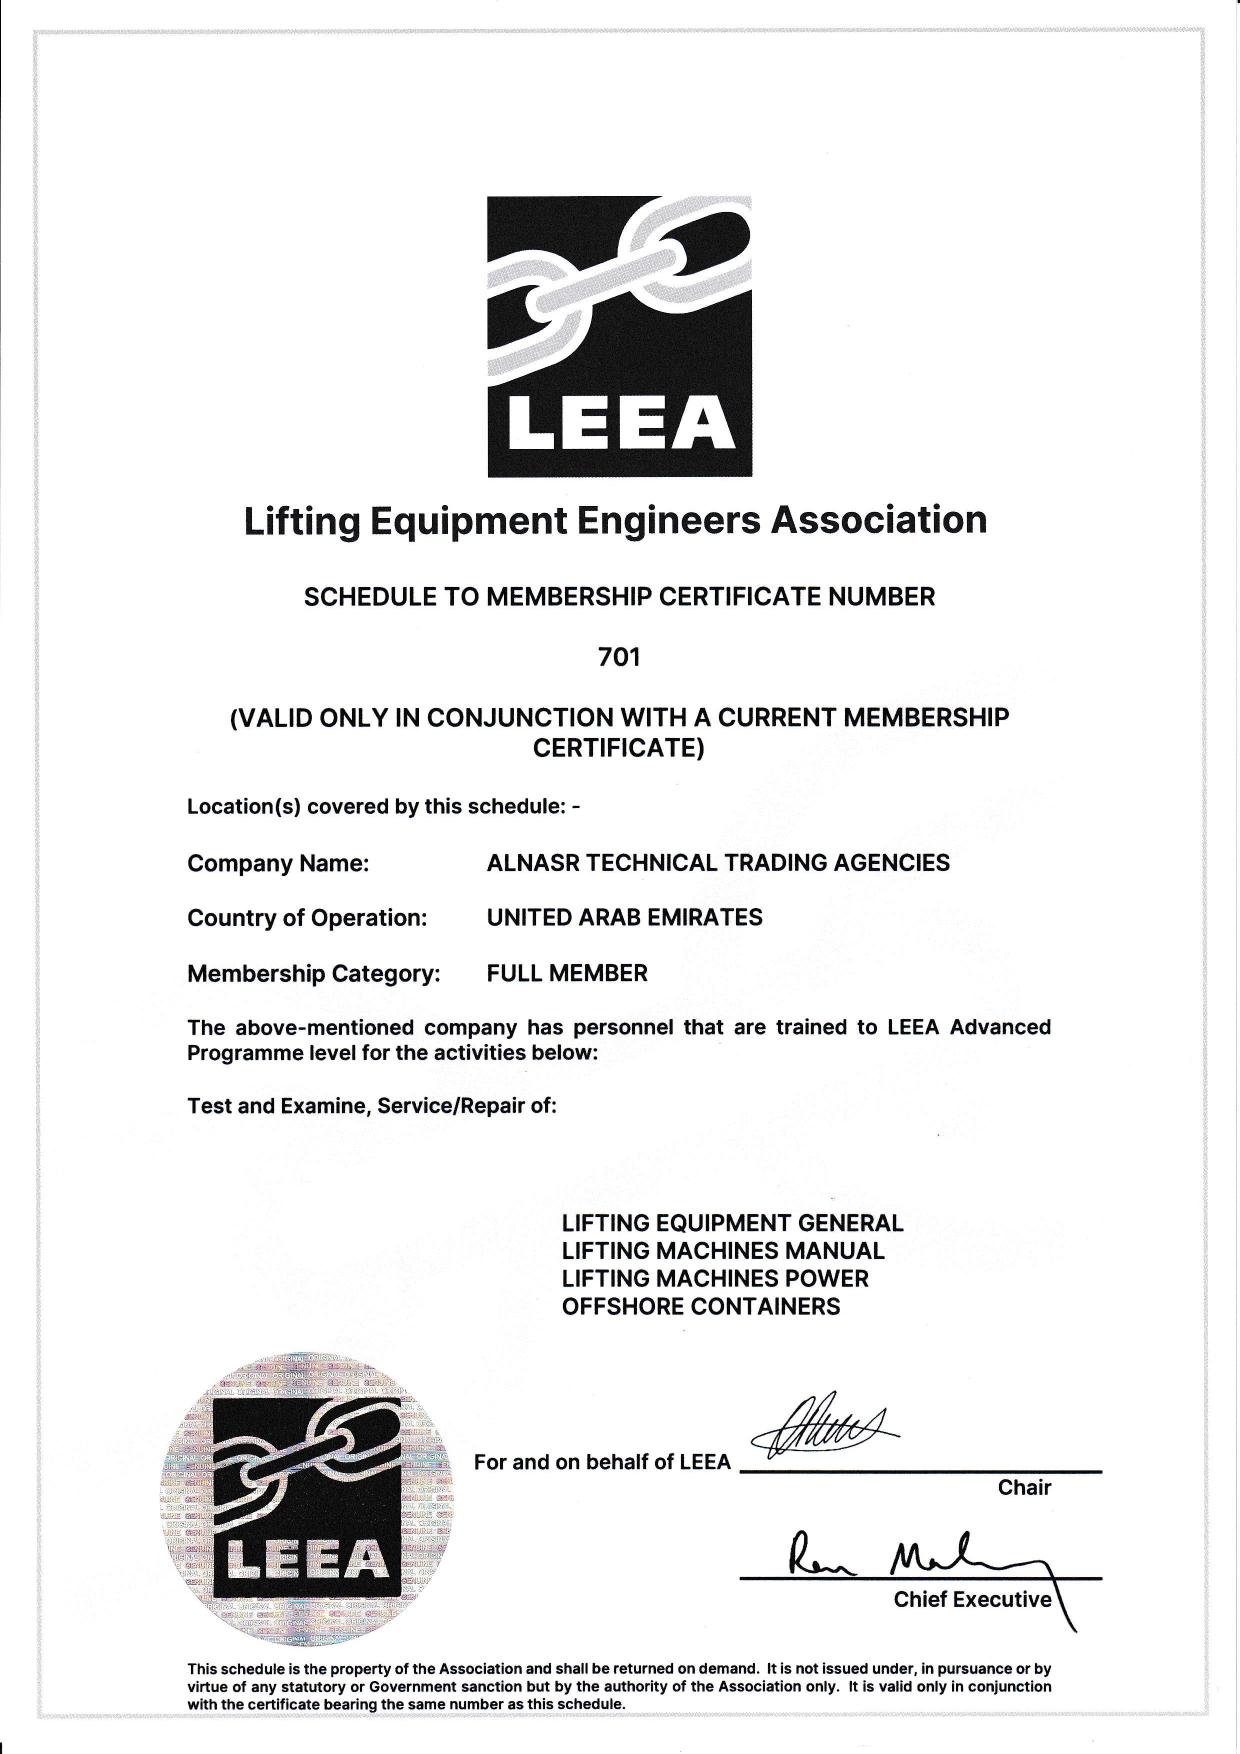 LEEA
Lifting Equipment Engineers Association
SCHEDULE TO MEMBERSHIP CERTIFICATE NUMBER
701
(VALID ONLY IN CONJUNCTION WITH A CURRENT MEMBERSHIP
CERTIFICATE)
Location(s) covered by this schedule: -
Company Name: ALNASR TECHNICAL TRADING AGENCIES
Country of Operation: UNITED ARAB EMIRATES
Membership Category: FULL MEMBER
The above-mentioned company has personnel that are trained to LEEA Advanced
Programme level for the activities below:
Test and Examine, Service/Repair of:
LIFTING EQUIPMENT GENERAL
LIFTING MACHINES MANUAL
LIFTING MACHINES POWER
OFFSHORE CONTAINERS
LEEA
For and on behalf of LEEA
Chair
Chief Executive
This schedule is the property of the Association and shall be returned on demand. It is not issued under, in pursuance or by
virtue of any statutory or Government sanction but by the authority of the Association only. It is valid only in conjunction
with the certificate bearing the same number as this schedule.